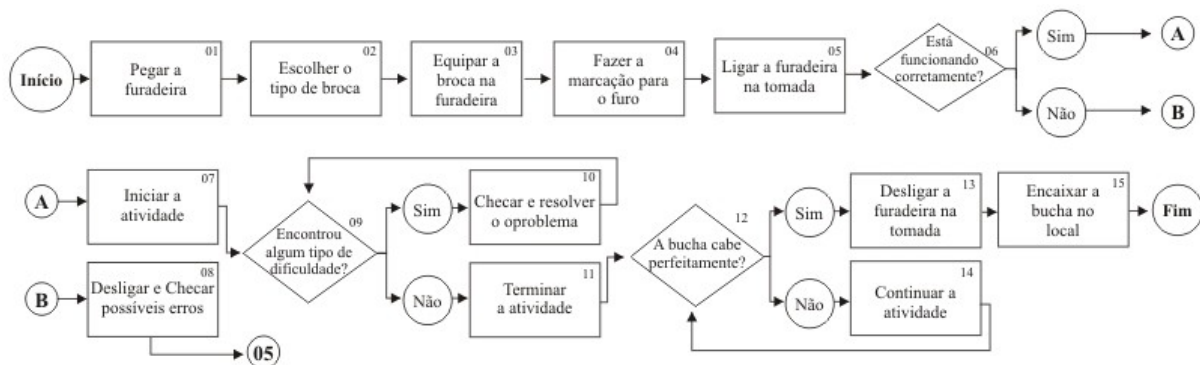 Início
01
Pegar a
furadeira
02
Escolher o
tipo de broca
03
Equipar a
broca na
furadeira
04
Fazer a
marcação para
o furo
05
Ligar a furadeira
na tomada
06
Está
funcionando
corretamente?
Sim
A
Não
B
A
07
Iniciar a
atividade
B
08
Desligar e Checar
possíveis erros
05
09
Encontrou
algum tipo de
dificuldade?
Sim
10
Checar e resolver
o oproblema
Não
11
Terminar
a atividade
12
A bucha cabe
perfeitamente?
Sim
13
Desligar a
furadeira na
tomada
15
Encaixar a
bucha no
local
Fim
Não
14
Continuar a
atividade